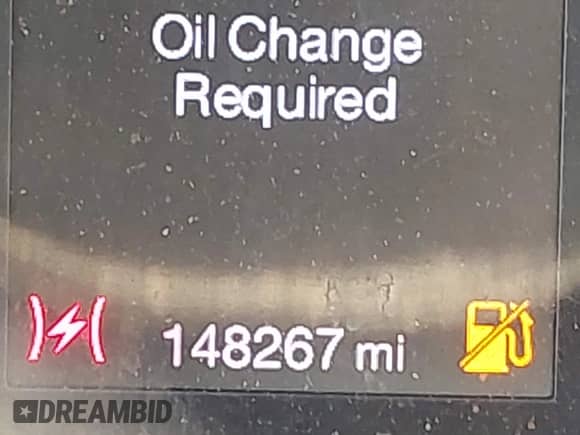 Oil Change
Required
148267 mi
DREAMBID